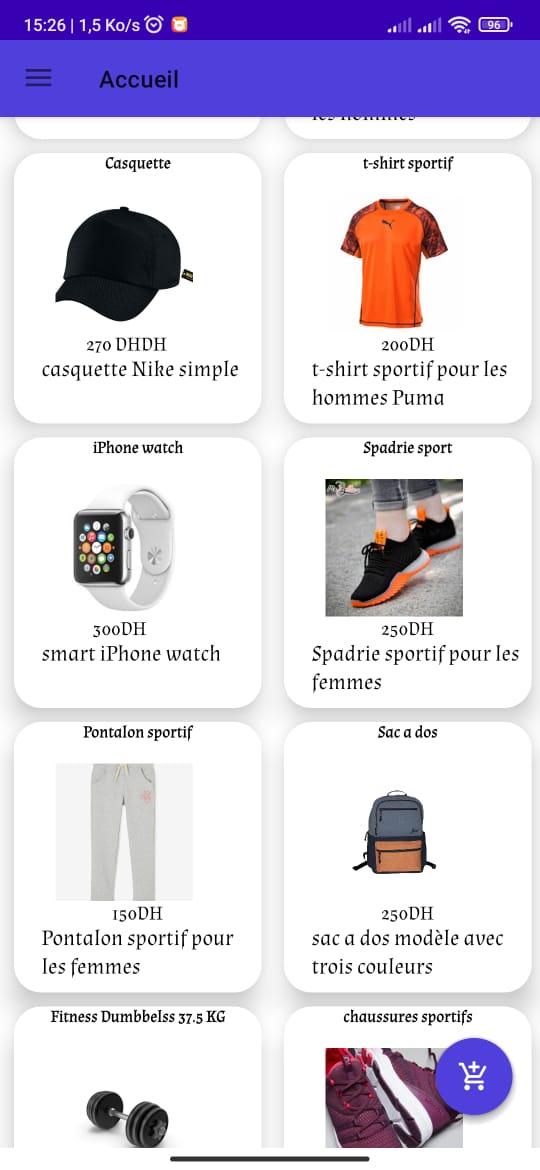 15:26 | 1,5 Ko/s
96
Accueil
les hommes
Casquette
270 DHDH
casquette Nike simple
t-shirt sportif
200DH
t-shirt sportif pour les
hommes Puma
iPhone watch
300DH
smart iPhone watch
Spadrie sport
250DH
Spadrie sportif pour les
femmes
Pontalon sportif
150DH
Pontalon sportif pour
les femmes
Sac a dos
250DH
sac a dos modèle avec
trois couleurs
Fitness Dumbbelss 37.5 KG
chaussures sportifs